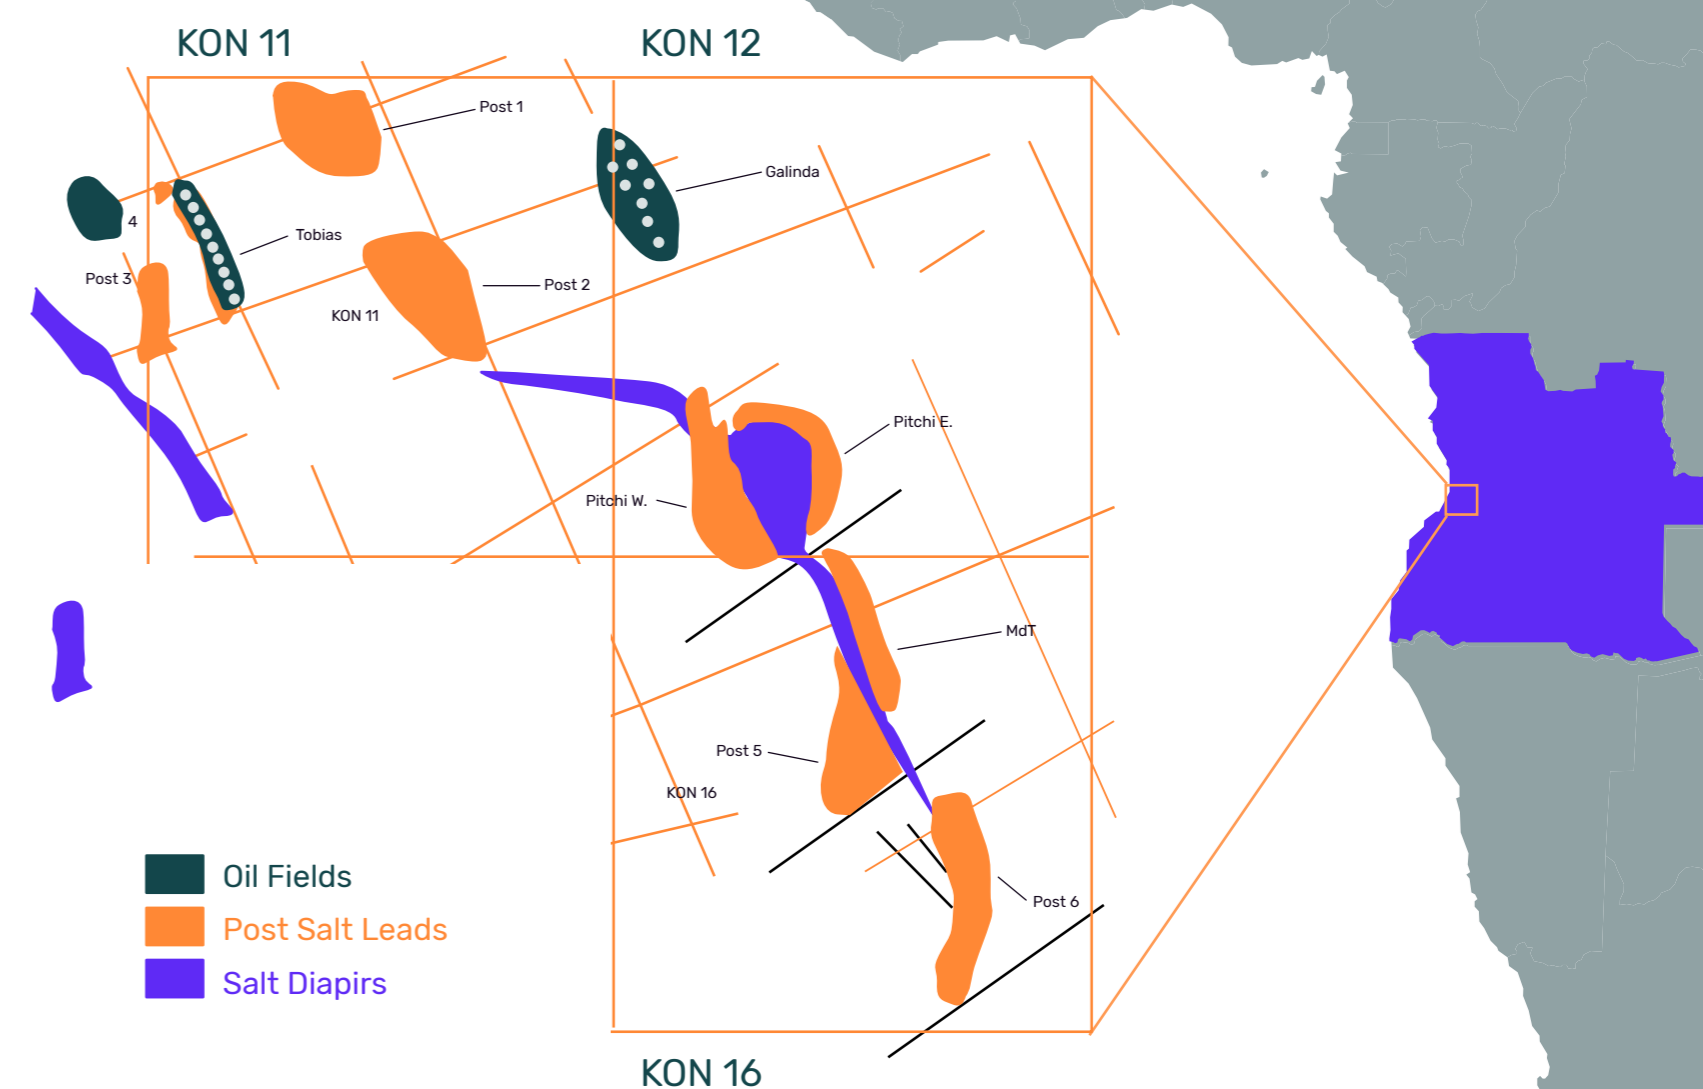 KON 11
KON 12
Post 1
Galinda
4
Tobias
Post 3
Post 2
KON 11
Pitchi E.
Pitchi W.
MdT
Post 5
KON 16
Oil Fields
Post 6
Post Salt Leads
Salt Diapirs
KON 16